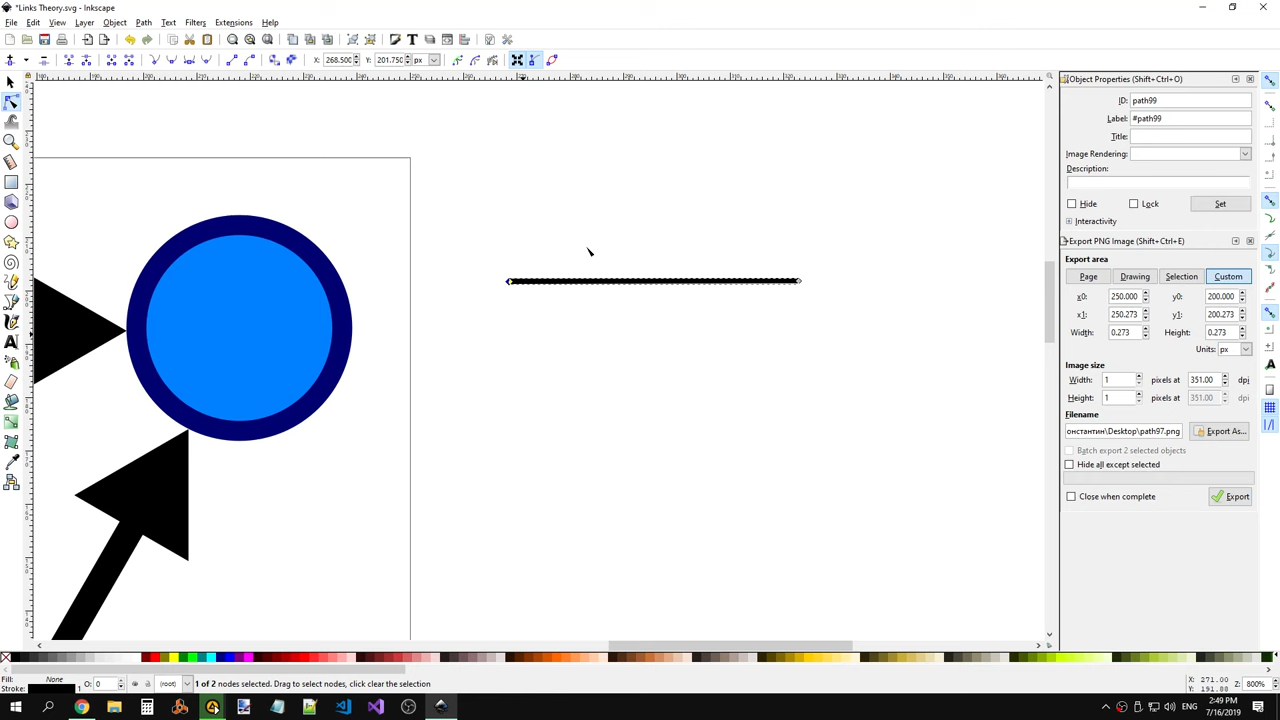 *Links Theory.svg - Inkscape
File Edit View Layer Object Path Text Filters Extensions Help
X: 268.500 Y: 201.750 px
Object Properties (Shift+Ctrl+O)
ID: path99
Label: #path99
Title:
Image Rendering:
Description:
Hide Lock Set
Interactivity
Export PNG Image (Shift+Ctrl+E)
Export area
Page Drawing Selection Custom
x0: 250.000 y0: 200.000
x1: 250.273 y1: 200.273
Width: 0.273 Height: 0.273
Units: px
Image size
Width: 1 pixels at 351.00 dpi
Height: 1 pixels at 351.00 dpi
Filename
онстантин\Desktop\path97.png Export As...
Batch export 2 selected objects
Hide all except selected
Close when complete Export
Fill: None
Stroke: 1 O: 0 (root) 1 of 2 nodes selected. Drag to select nodes, click clear the selection
X: 271.00
Y: 191.88 Z: 800%
ENG 2:49 PM
7/16/2019